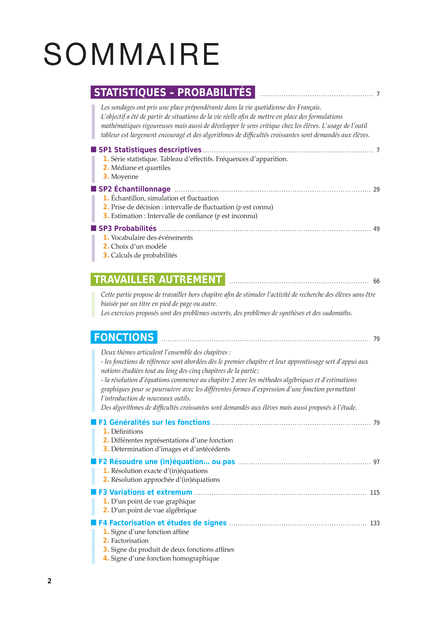 SOMMAIRE
STATISTIQUES – PROBABILITÉS ........ 7
Les sondages ont pris une place prépondérante dans la vie quotidienne des Français.
L'objectif a été de partir de situations de la vie réelle afin de mettre en place des formulations
mathématiques rigoureuses mais aussi de développer le sens critique chez les élèves. L'usage de l'outil
tableur est largement encouragé et des algorithmes de difficultés croissantes sont demandés aux élèves.
SP1 Statistiques descriptives ........ 7
1. Série statistique. Tableau d'effectifs. Fréquences d'apparition.
2. Médiane et quartiles
3. Moyenne
SP2 Échantillonnage ........ 29
1. Échantillon, simulation et fluctuation
2. Prise de décision : intervalle de fluctuation (p est connu)
3. Estimation : Intervalle de confiance (p est inconnu)
SP3 Probabilités ........ 49
1. Vocabulaire des événements
2. Choix d'un modèle
3. Calculs de probabilités
TRAVAILLER AUTREMENT ........ 66
Cette partie propose de travailler hors chapitre afin de stimuler l'activité de recherche des élèves sans être
biaisée par un titre en pied de page ou autre.
Les exercices proposés sont des problèmes ouverts, des problèmes de synthèses et des sudomaths.
FONCTIONS ........ 79
Deux thèmes articulent l'ensemble des chapitres :
- les fonctions de référence sont abordées dès le premier chapitre et leur apprentissage sert d'appui aux
notions étudiées tout au long des cinq chapitres de la partie ;
- la résolution d'équations commence au chapitre 2 avec les méthodes algébriques et d'estimations
graphiques pour se poursuivre avec les différentes formes d'expression d'une fonction permettant
l'introduction de nouveaux outils.
Des algorithmes de difficultés croissantes sont demandés aux élèves mais aussi proposés à l'étude.
F1 Généralités sur les fonctions ........ 79
1. Définitions
2. Différentes représentations d'une fonction
3. Détermination d'images et d'antécédents
F2 Résoudre une (in)équation... ou pas ........ 97
1. Résolution exacte d'(in)équations
2. Résolution approchée d'(in)équations
F3 Variations et extremum ........ 115
1. D'un point de vue graphique
2. D'un point de vue algébrique
F4 Factorisation et études de signes ........ 133
1. Signe d'une fonction affine
2. Factorisation
3. Signe du produit de deux fonctions affines
4. Signe d'une fonction homographique
2